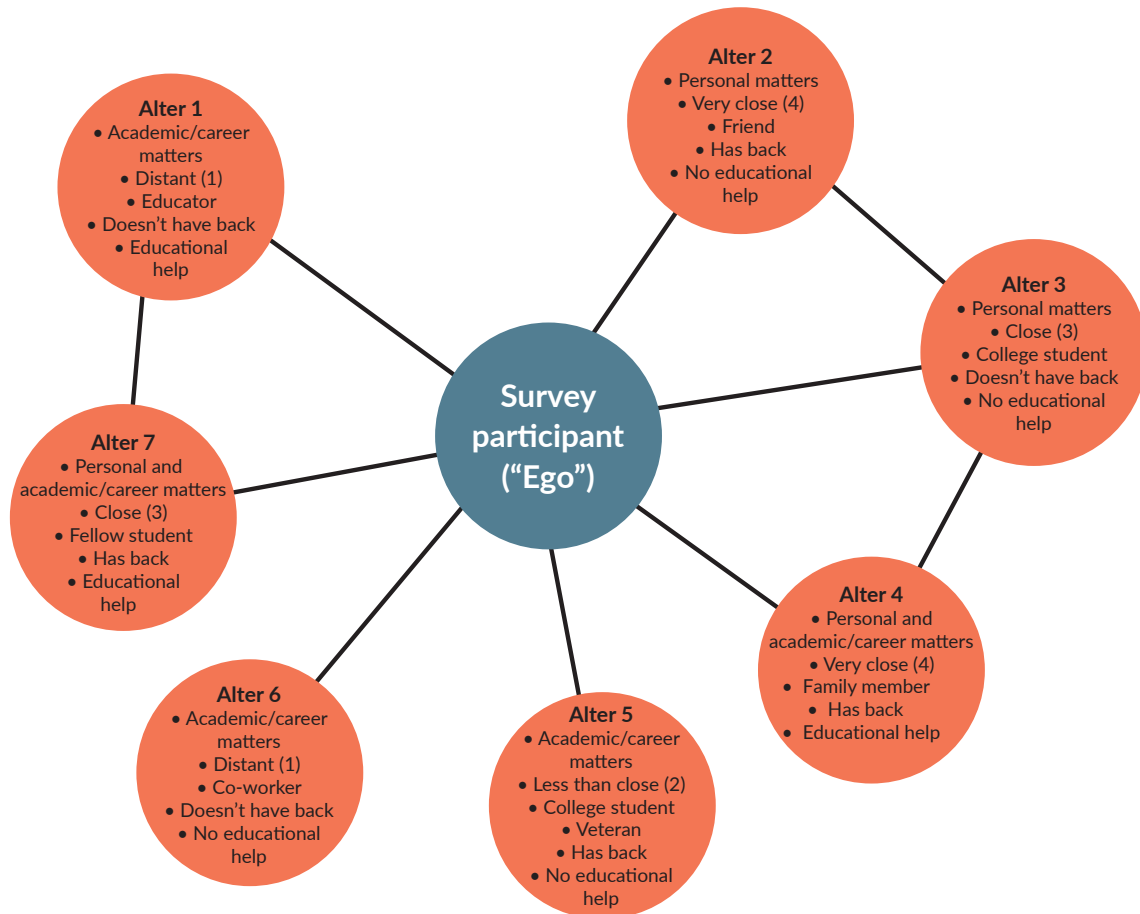 Alter 1
• Academic/career
matters
• Distant (1)
• Educator
• Doesn't have back
• Educational
help
Alter 2
• Personal matters
• Very close (4)
• Friend
• Has back
• No educational
help
Alter 3
• Personal matters
• Close (3)
• College student
• Doesn't have back
• No educational
help
Survey
participant
(“Ego”)
Alter 7
• Personal and
academic/career matters
• Close (3)
• Fellow student
• Has back
• Educational
help
Alter 4
• Personal and
academic/career matters
• Very close (4)
• Family member
• Has back
• Educational help
Alter 6
• Academic/career
matters
• Distant (1)
• Co-worker
• Doesn't have back
• No educational
help
Alter 5
• Academic/career
matters
• Less than close (2)
• College student
• Veteran
• Has back
• No educational
help